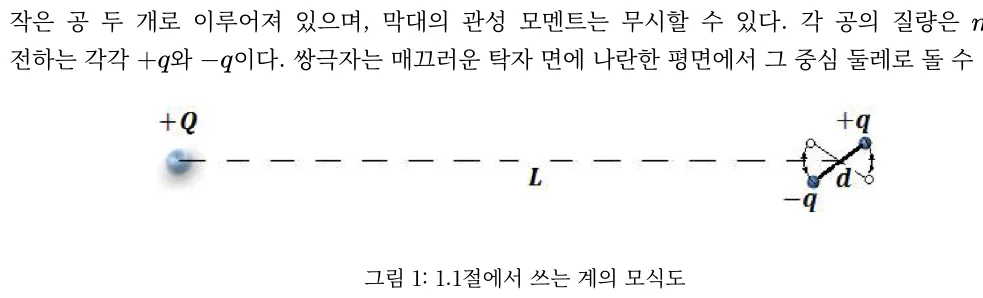 작은 공 두 개로 이루어져 있으며, 막대의 관성 모멘트는 무시할 수 있다. 각 공의 질량은
전하는 각각 +q와 −q이다. 쌍극자는 매끄러운 탁자 면에 나란한 평면에서 그 중심 둘레로 돌 수
+Q
+q
L
d
−q
그림 1: 1.1절에서 쓰는 계의 모식도